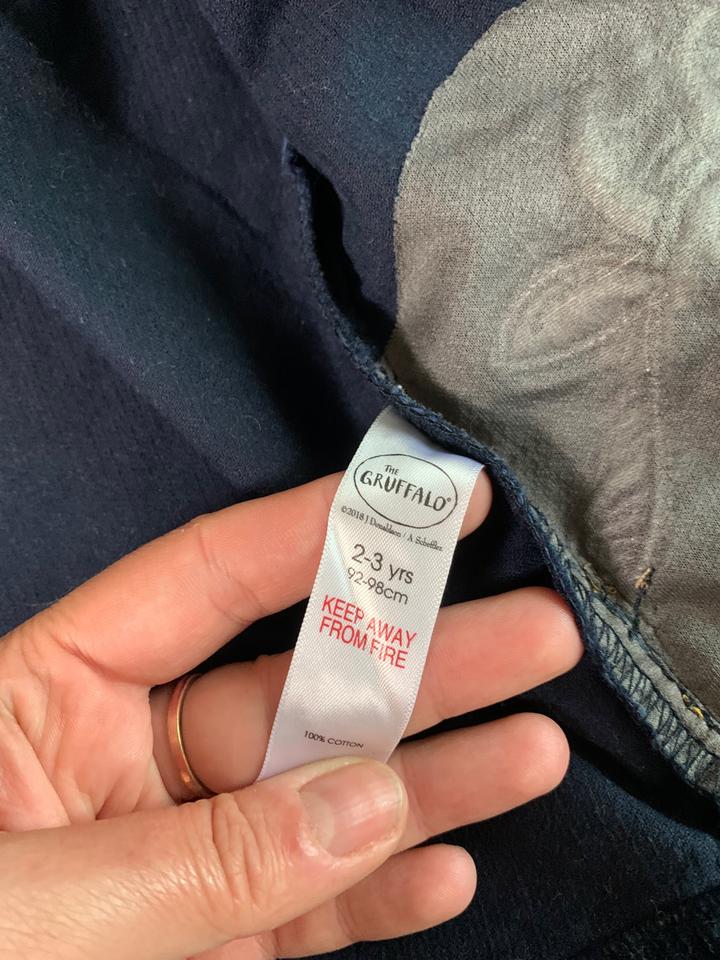 THE
GRUFFALO®
©2018 J Donaldson / A Scheffler
2-3 yrs
92-98cm
KEEP AWAY
FROM FIRE
100% COTTON